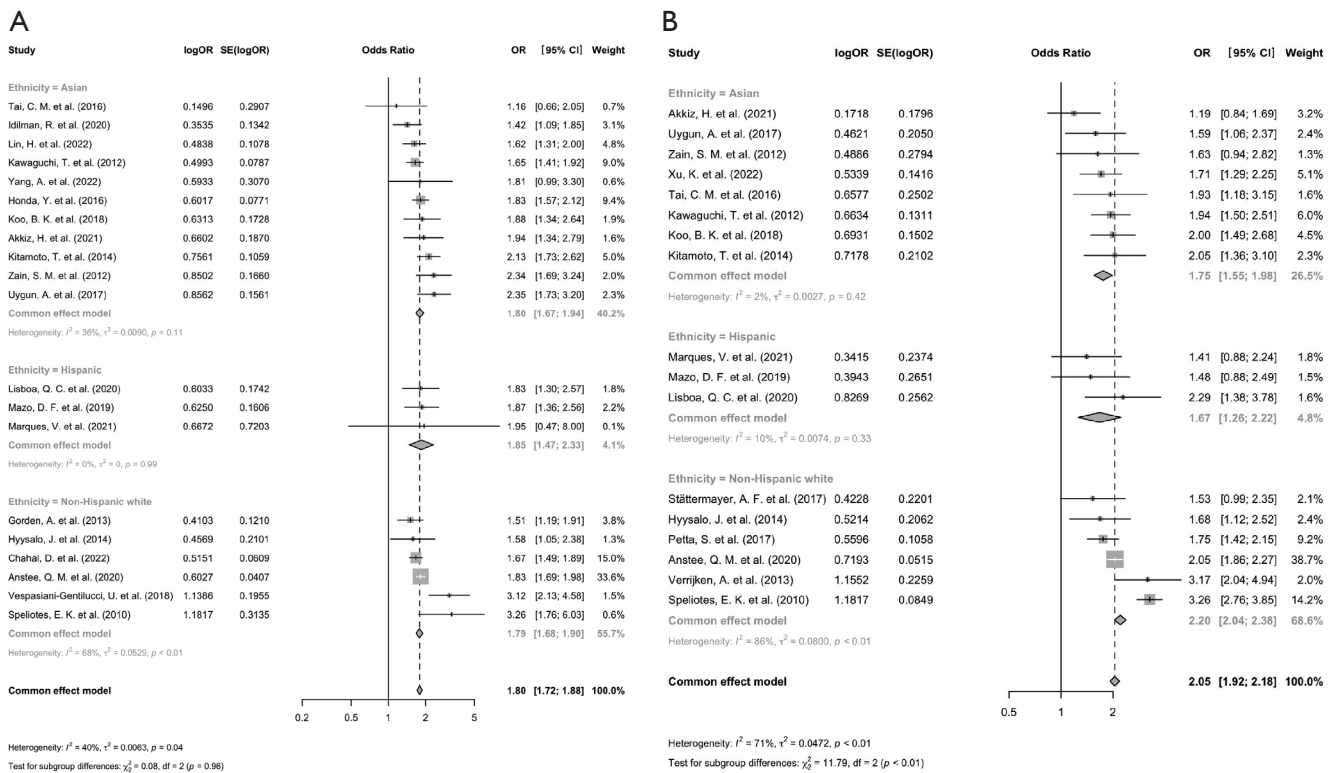 A
Study logOR SE(logOR) Odds Ratio OR [95% CI] Weight
Ethnicity = Asian
Tai, C. M. et al. (2016) 0.1496 0.2907 1.16 [0.66; 2.05] 0.7%
Idilman, R. et al. (2020) 0.3535 0.1342 1.42 [1.09; 1.85] 3.1%
Lin, H. et al. (2022) 0.4838 0.1078 1.62 [1.31; 2.00] 4.8%
Kawaguchi, T. et al. (2012) 0.4993 0.0787 1.65 [1.41; 1.92] 9.0%
Yang, A. et al. (2022) 0.5933 0.3070 1.81 [0.99; 3.30] 0.6%
Honda, Y. et al. (2016) 0.6017 0.0771 1.83 [1.57; 2.12] 9.4%
Koo, B. K. et al. (2018) 0.6313 0.1728 1.88 [1.34; 2.64] 1.9%
Akkiz, H. et al. (2021) 0.6602 0.1870 1.94 [1.34; 2.79] 1.6%
Kitamoto, T. et al. (2014) 0.7561 0.1059 2.13 [1.73; 2.62] 5.0%
Zain, S. M. et al. (2012) 0.8502 0.1660 2.34 [1.69; 3.24] 2.0%
Uygun, A. et al. (2017) 0.8562 0.1561 2.35 [1.73; 3.20] 2.3%
Common effect model 1.80 [1.67; 1.94] 40.2%
Heterogeneity: I² = 36%, τ² = 0.0090, p = 0.11
Ethnicity = Hispanic
Lisboa, Q. C. et al. (2020) 0.6033 0.1742 1.83 [1.30; 2.57] 1.8%
Mazo, D. F. et al. (2019) 0.6250 0.1606 1.87 [1.36; 2.56] 2.2%
Marques, V. et al. (2021) 0.6672 0.7203 1.95 [0.47; 8.00] 0.1%
Common effect model 1.85 [1.47; 2.33] 4.1%
Heterogeneity: I² = 0%, τ² = 0, p = 0.99
Ethnicity = Non-Hispanic white
Gorden, A. et al. (2013) 0.4103 0.1210 1.51 [1.19; 1.91] 3.8%
Hyysalo, J. et al. (2014) 0.4569 0.2101 1.58 [1.05; 2.38] 1.3%
Chahal, D. et al. (2022) 0.5151 0.0609 1.67 [1.49; 1.89] 15.0%
Anstee, Q. M. et al. (2020) 0.6027 0.0407 1.83 [1.69; 1.98] 33.6%
Vespasiani-Gentilucci, U. et al. (2018) 1.1386 0.1955 3.12 [2.13; 4.58] 1.5%
Speliotes, E. K. et al. (2010) 1.1817 0.3135 3.26 [1.76; 6.03] 0.6%
Common effect model 1.79 [1.68; 1.90] 55.7%
Heterogeneity: I² = 68%, τ² = 0.0529, p < 0.01
Common effect model 1.80 [1.72; 1.88] 100.0%
0.2 0.5 1 2 5
Heterogeneity: I² = 40%, τ² = 0.0063, p = 0.04
Test for subgroup differences: χ²₂ = 0.08, df = 2 (p = 0.96)
B
Study logOR SE(logOR) Odds Ratio OR [95% CI] Weight
Ethnicity = Asian
Akkiz, H. et al. (2021) 0.1718 0.1796 1.19 [0.84; 1.69] 3.2%
Uygun, A. et al. (2017) 0.4621 0.2050 1.59 [1.06; 2.37] 2.4%
Zain, S. M. et al. (2012) 0.4886 0.2794 1.63 [0.94; 2.82] 1.3%
Xu, K. et al. (2022) 0.5339 0.1416 1.71 [1.29; 2.25] 5.1%
Tai, C. M. et al. (2016) 0.6577 0.2502 1.93 [1.18; 3.15] 1.6%
Kawaguchi, T. et al. (2012) 0.6634 0.1311 1.94 [1.50; 2.51] 6.0%
Koo, B. K. et al. (2018) 0.6931 0.1502 2.00 [1.49; 2.68] 4.5%
Kitamoto, T. et al. (2014) 0.7178 0.2102 2.05 [1.36; 3.10] 2.3%
Common effect model 1.75 [1.55; 1.98] 26.5%
Heterogeneity: I² = 2%, τ² = 0.0027, p = 0.42
Ethnicity = Hispanic
Marques, V. et al. (2021) 0.3415 0.2374 1.41 [0.88; 2.24] 1.8%
Mazo, D. F. et al. (2019) 0.3943 0.2651 1.48 [0.88; 2.49] 1.5%
Lisboa, Q. C. et al. (2020) 0.8269 0.2562 2.29 [1.38; 3.78] 1.6%
Common effect model 1.67 [1.26; 2.22] 4.8%
Heterogeneity: I² = 10%, τ² = 0.0074, p = 0.33
Ethnicity = Non-Hispanic white
Stättermayer, A. F. et al. (2017) 0.4228 0.2201 1.53 [0.99; 2.35] 2.1%
Hyysalo, J. et al. (2014) 0.5214 0.2062 1.68 [1.12; 2.52] 2.4%
Petta, S. et al. (2017) 0.5596 0.1058 1.75 [1.42; 2.15] 9.2%
Anstee, Q. M. et al. (2020) 0.7193 0.0515 2.05 [1.86; 2.27] 38.7%
Verrijken, A. et al. (2013) 1.1552 0.2259 3.17 [2.04; 4.94] 2.0%
Speliotes, E. K. et al. (2010) 1.1817 0.0849 3.26 [2.76; 3.85] 14.2%
Common effect model 2.20 [2.04; 2.38] 68.6%
Heterogeneity: I² = 86%, τ² = 0.0800, p < 0.01
Common effect model 2.05 [1.92; 2.18] 100.0%
0.5 1 2
Heterogeneity: I² = 71%, τ² = 0.0472, p < 0.01
Test for subgroup differences: χ²₂ = 11.79, df = 2 (p < 0.01)